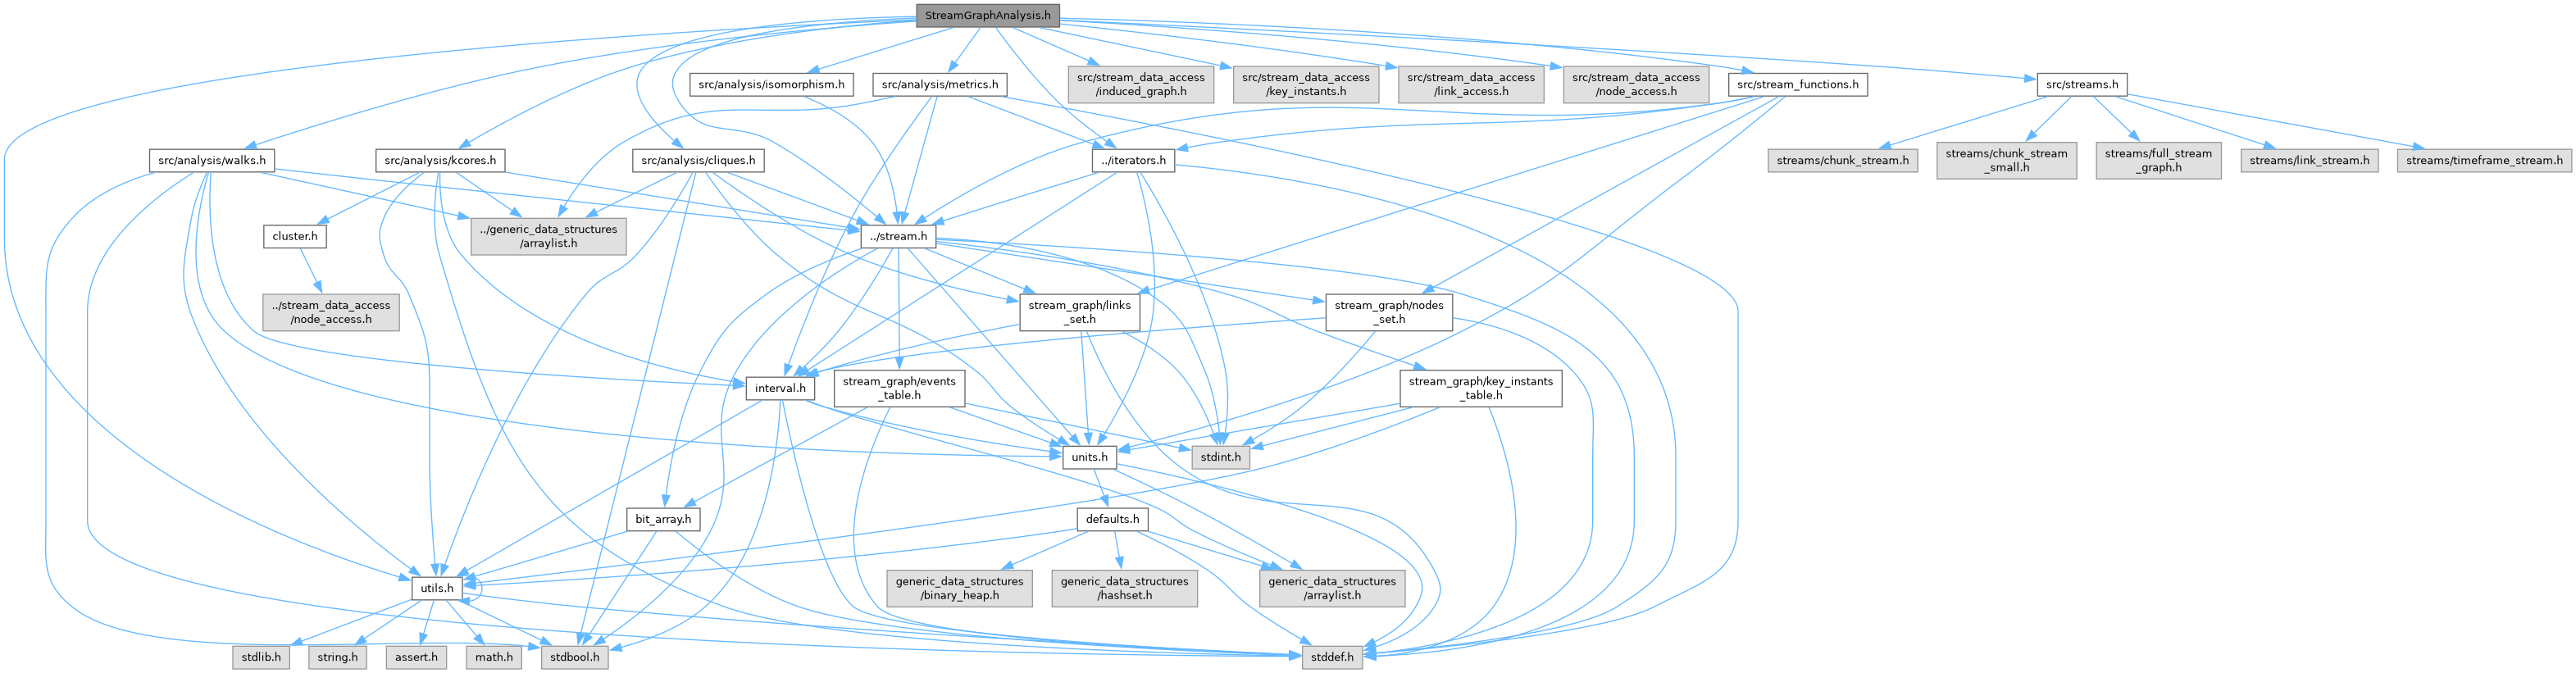 StreamGraphAnalysis.h
src/analysis/isomorphism.h
src/analysis/metrics.h
src/stream_data_access
/induced_graph.h
src/stream_data_access
/key_instants.h
src/stream_data_access
/link_access.h
src/stream_data_access
/node_access.h
src/stream_functions.h
src/streams.h
src/analysis/walks.h
src/analysis/kcores.h
src/analysis/cliques.h
../iterators.h
streams/chunk_stream.h
streams/chunk_stream
_small.h
streams/full_stream
_graph.h
streams/link_stream.h
streams/timeframe_stream.h
cluster.h
../generic_data_structures
/arraylist.h
../stream.h
../stream_data_access
/node_access.h
stream_graph/links
_set.h
stream_graph/nodes
_set.h
interval.h
stream_graph/events
_table.h
stream_graph/key_instants
_table.h
units.h
stdint.h
bit_array.h
defaults.h
utils.h
generic_data_structures
/binary_heap.h
generic_data_structures
/hashset.h
generic_data_structures
/arraylist.h
stdlib.h
string.h
assert.h
math.h
stdbool.h
stddef.h